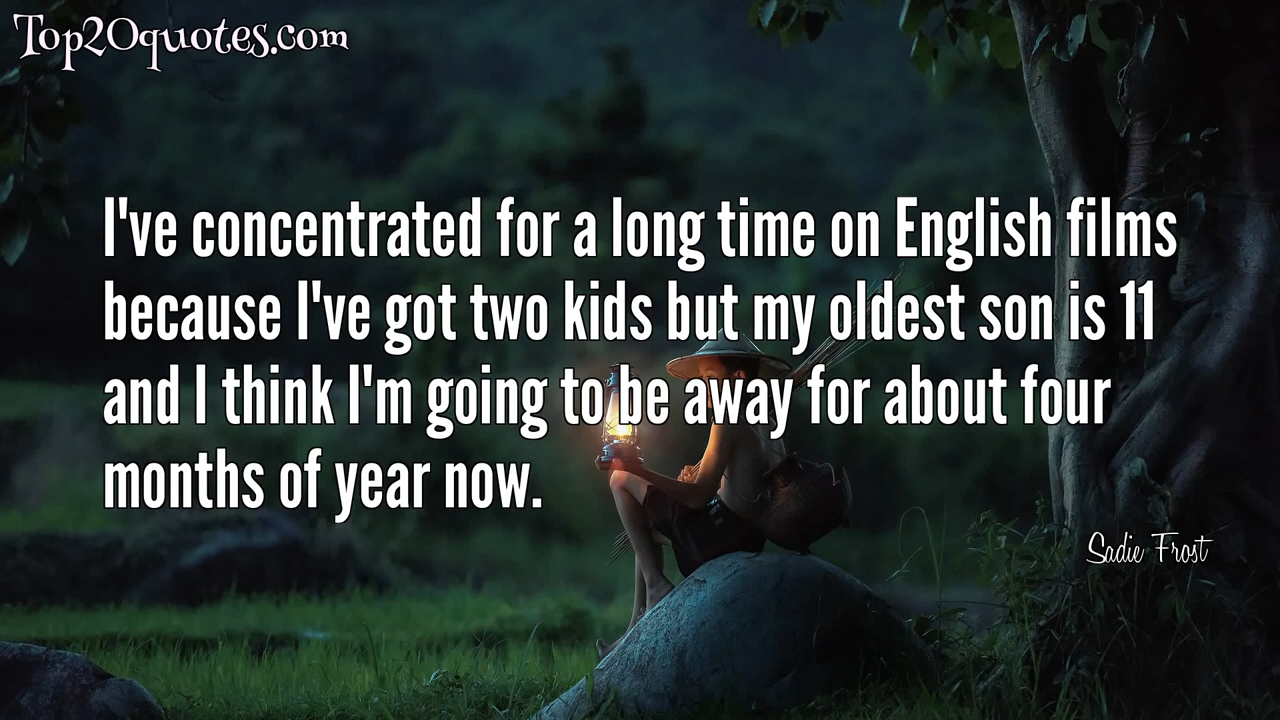 Top20quotes.com
I've concentrated for a long time on English films
because I've got two kids but my oldest son is 11
and I think I'm going to be away for about four
months of year now.
Sadie Frost